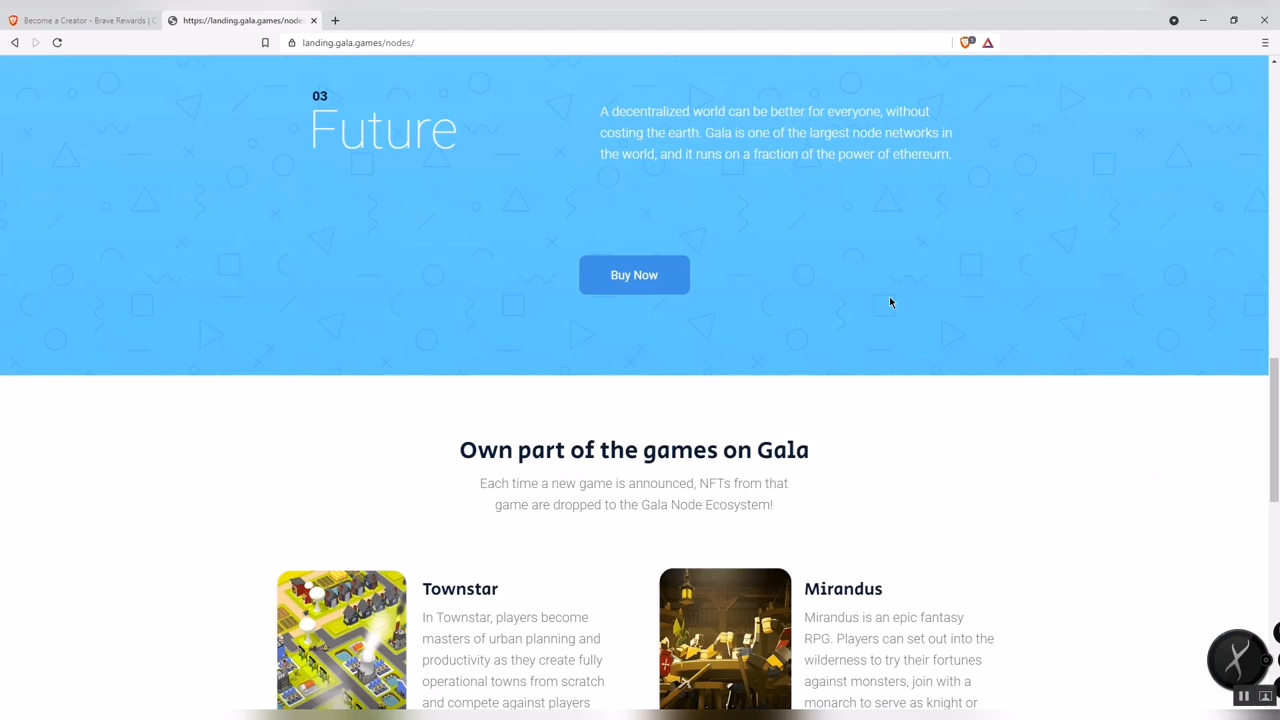 Become a Creator - Brave Rewards | C
https://landing.gala.games/nodes
landing.gala.games/nodes/
1
03
Future
A decentralized world can be better for everyone, without
costing the earth. Gala is one of the largest node networks in
the world, and it runs on a fraction of the power of ethereum.
Buy Now
Own part of the games on Gala
Each time a new game is announced, NFTs from that
game are dropped to the Gala Node Ecosystem!
Townstar
In Townstar, players become
masters of urban planning and
productivity as they create fully
operational towns from scratch
and compete against players
Mirandus
Mirandus is an epic fantasy
RPG. Players can set out into the
wilderness to try their fortunes
against monsters, join with a
monarch to serve as knight or